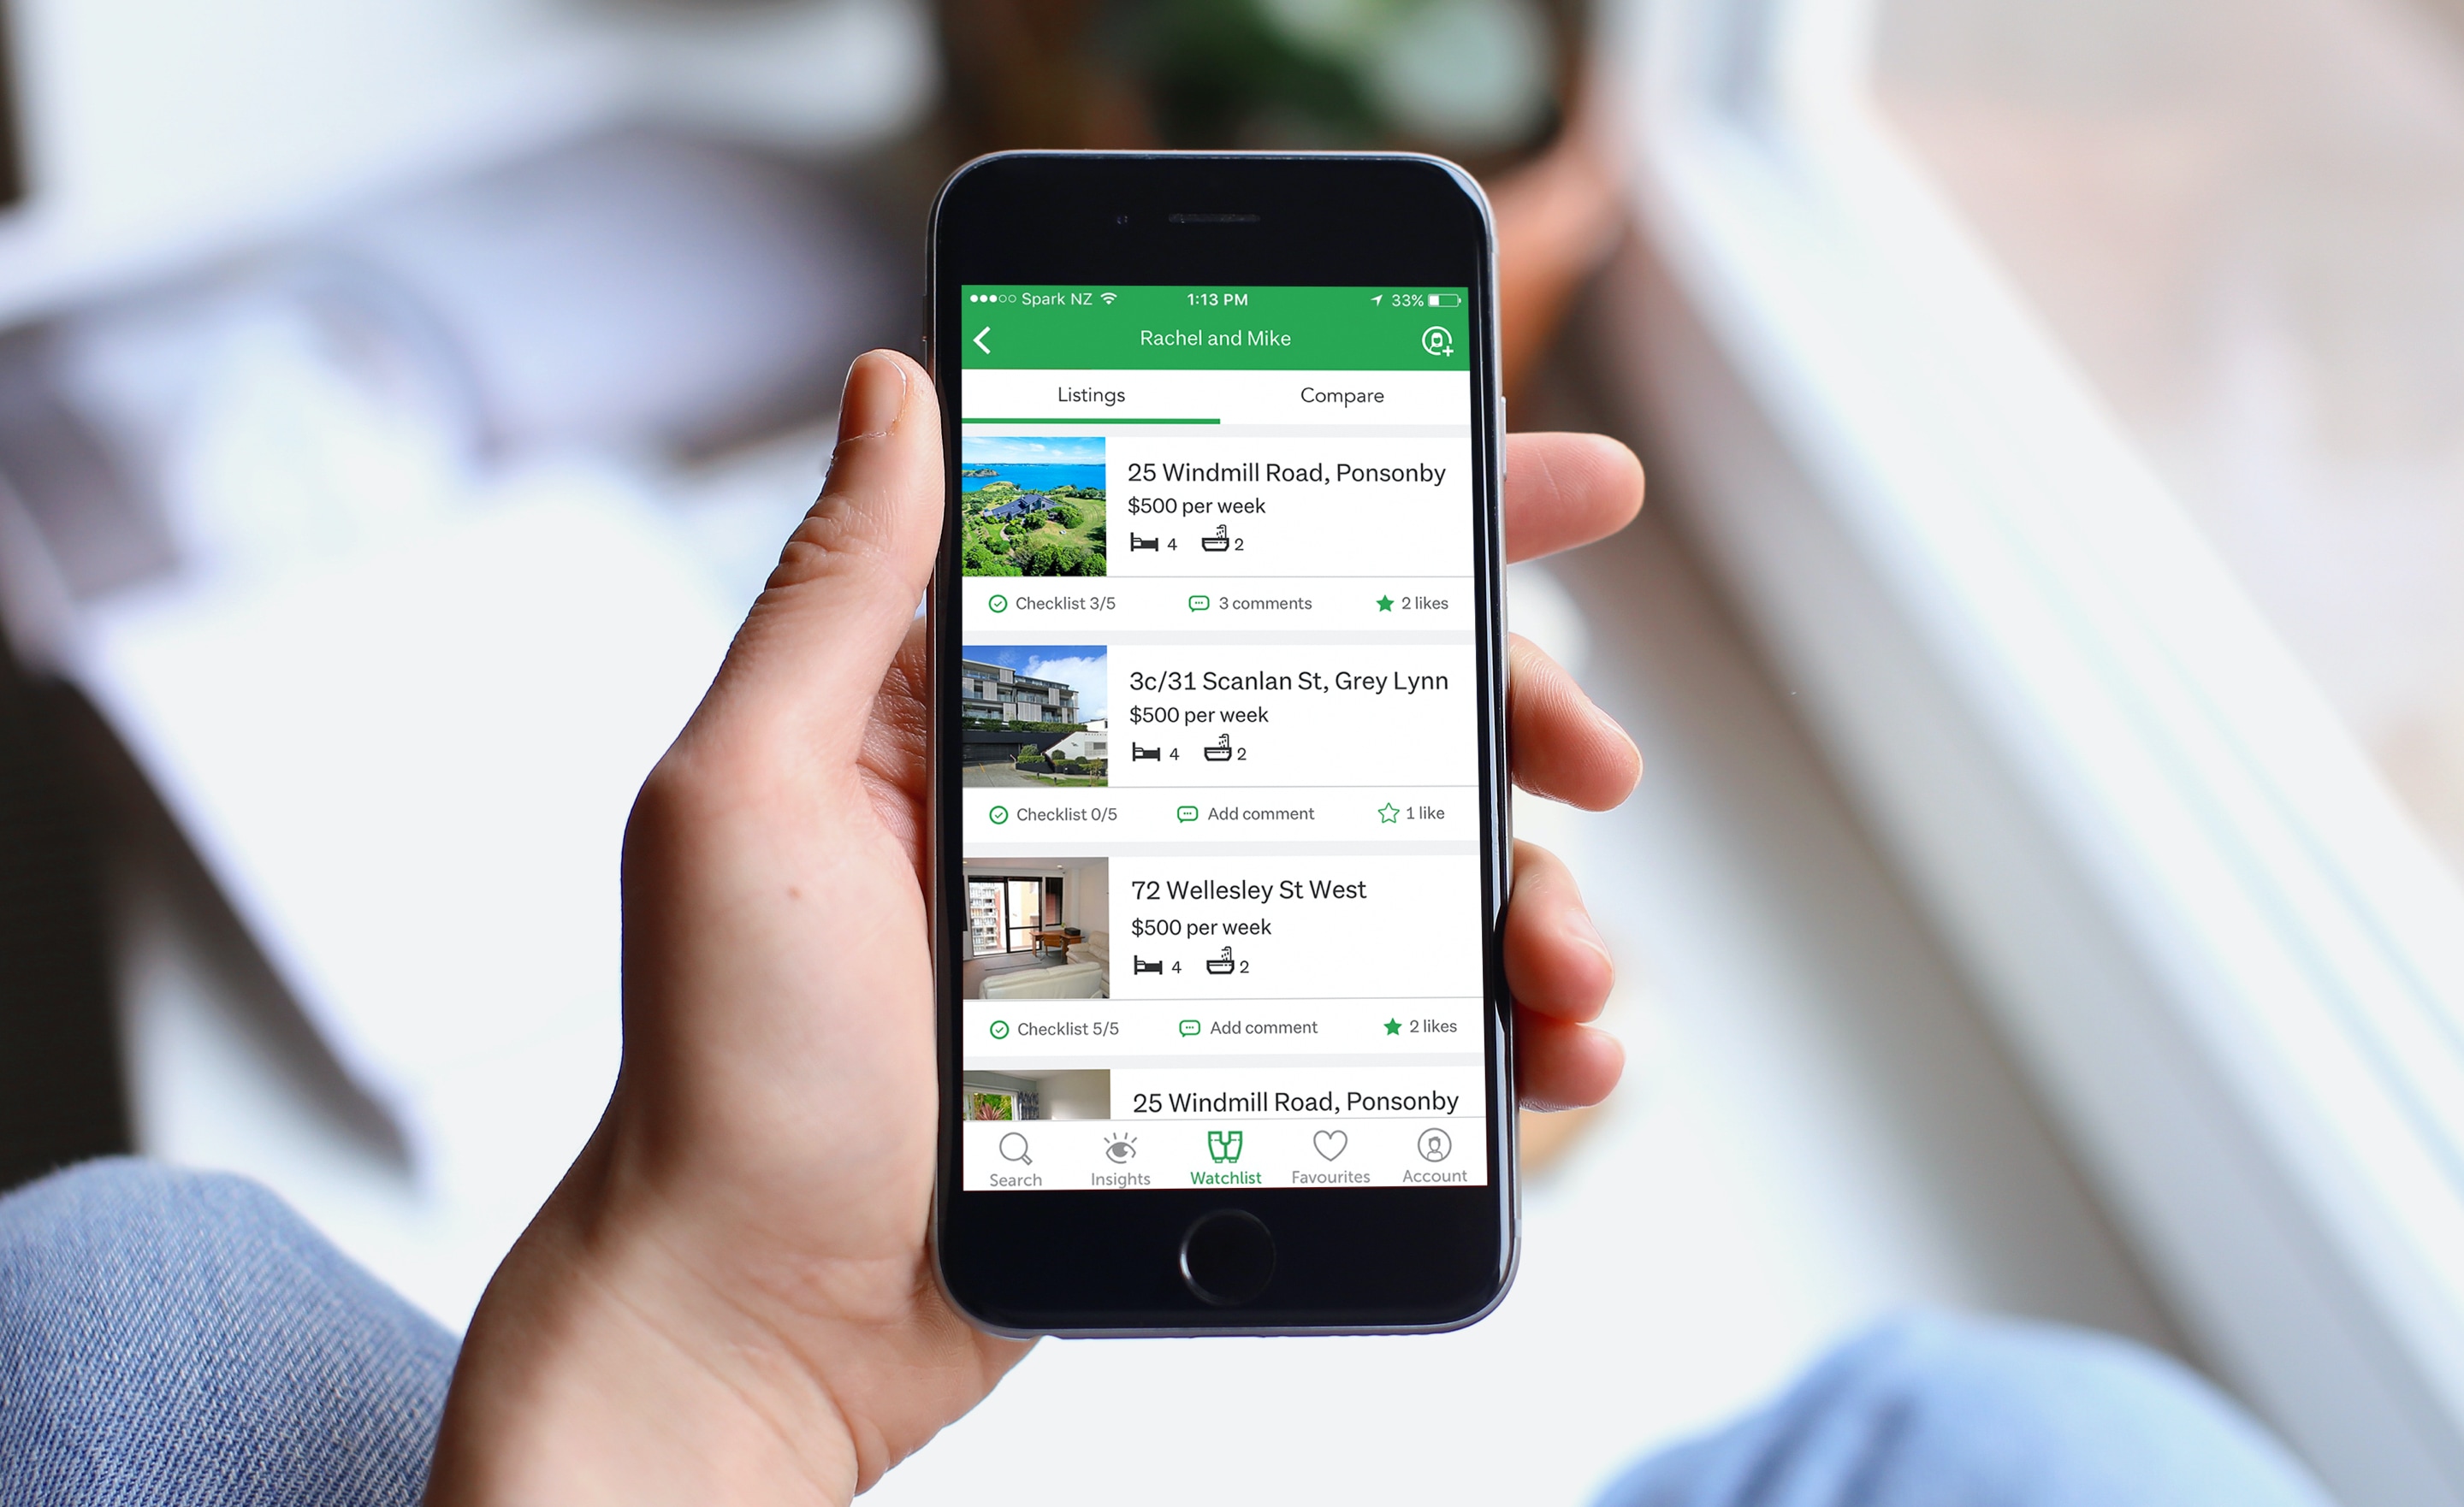 Spark NZ 1:13 PM 33%
Rachel and Mike
Listings Compare
25 Windmill Road, Ponsonby
$500 per week
4 2
Checklist 3/5 3 comments 2 likes
3c/31 Scanlan St, Grey Lynn
$500 per week
4 2
Checklist 0/5 Add comment 1 like
72 Wellesley St West
$500 per week
4 2
Checklist 5/5 Add comment 2 likes
25 Windmill Road, Ponsonby
Search Insights Watchlist Favourites Account